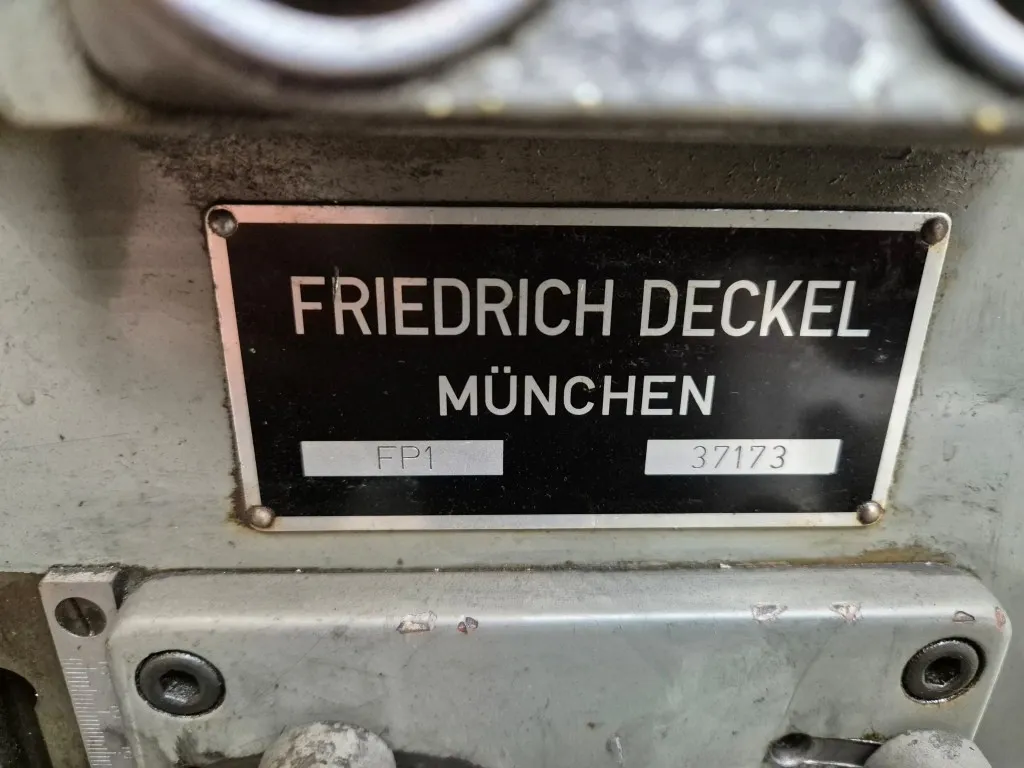 FRIEDRICH DECKEL
MÜNCHEN
FP1 37173